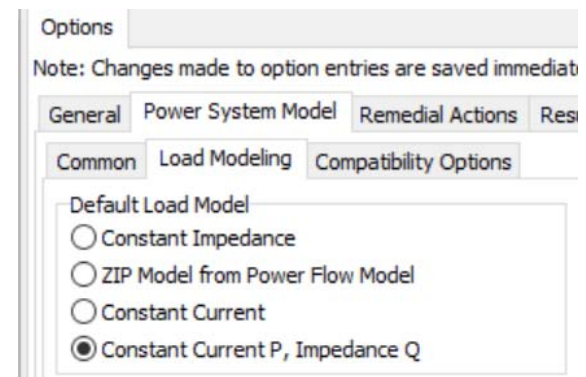 Options
Note: Changes made to option entries are saved
General Power System Model Remedial Actions
Common Load Modeling Compatibility Options
Default Load Model
Constant Impedance
ZIP Model from Power Flow Model
Constant Current
Constant Current P, Impedance Q